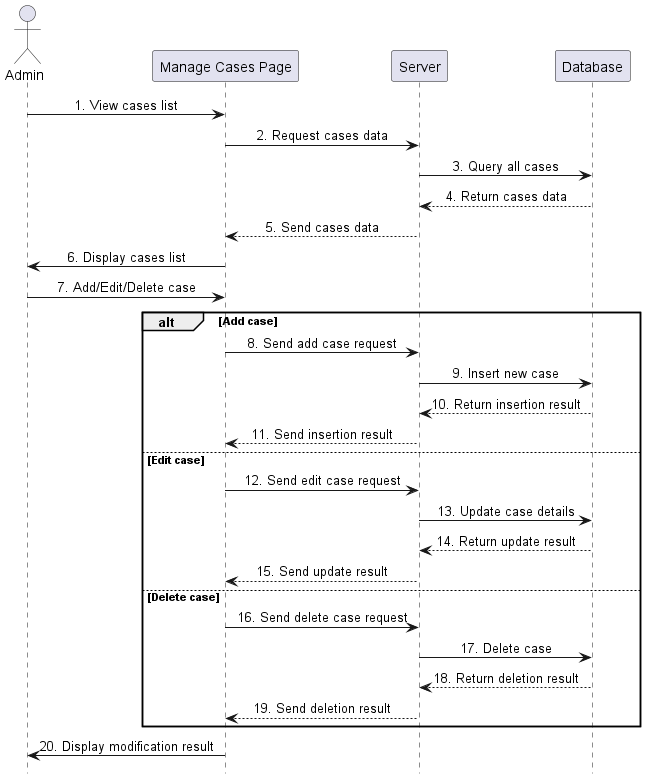 Admin
Manage Cases Page
Server
Database
1. View cases list
2. Request cases data
3. Query all cases
4. Return cases data
5. Send cases data
6. Display cases list
7. Add/Edit/Delete case
alt
[Add case]
8. Send add case request
9. Insert new case
10. Return insertion result
11. Send insertion result
[Edit case]
12. Send edit case request
13. Update case details
14. Return update result
15. Send update result
[Delete case]
16. Send delete case request
17. Delete case
18. Return deletion result
19. Send deletion result
20. Display modification result